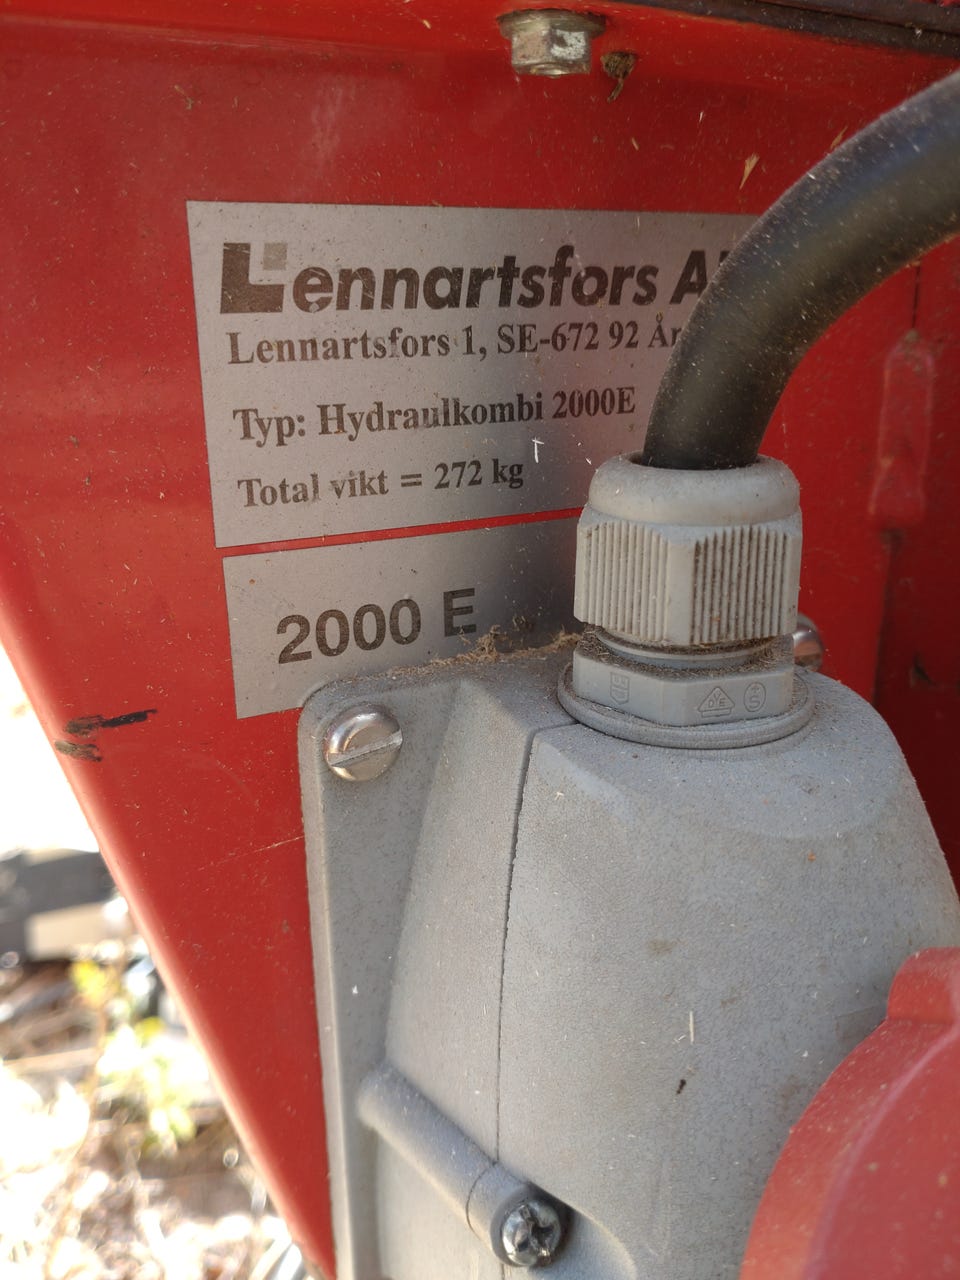 Lennartsfors A
Lennartsfors 1, SE-672 92 År
Typ: Hydraulkombi 2000E
Total vikt = 272 kg
2000 E